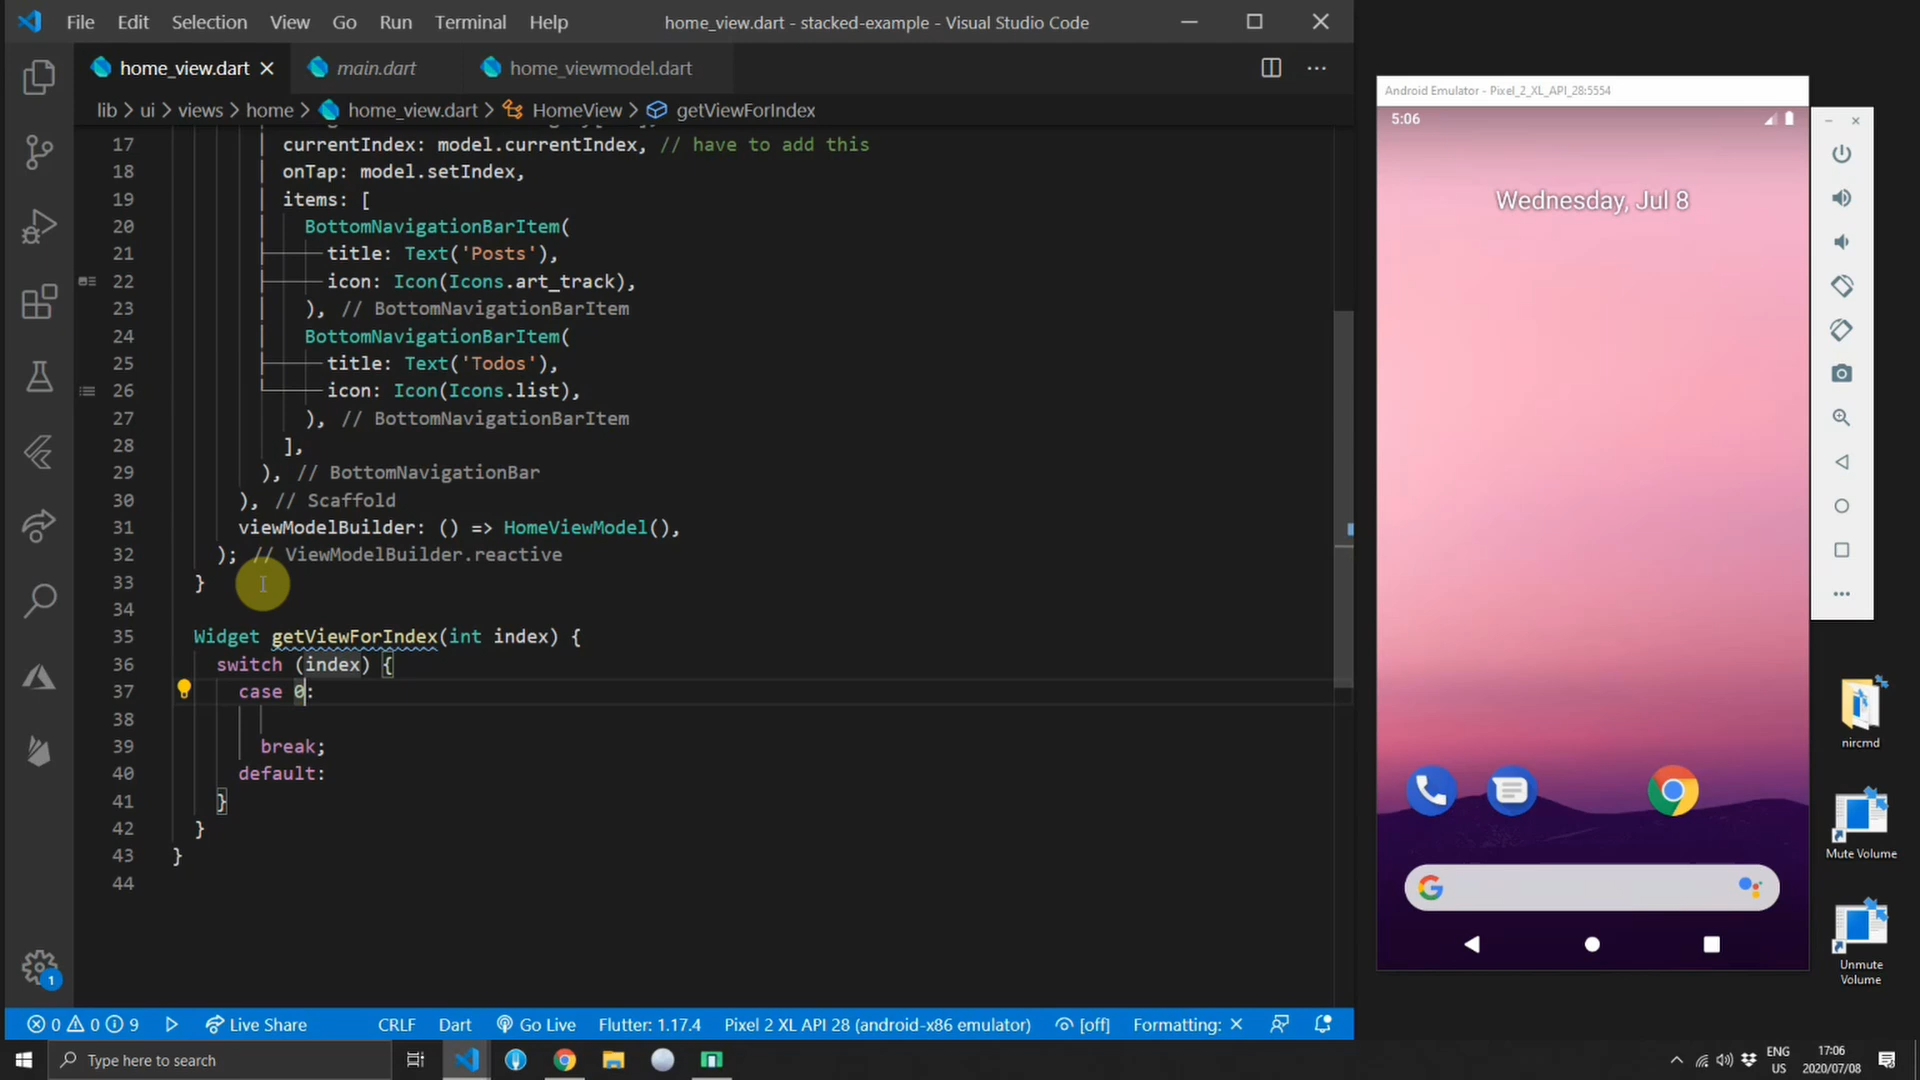 File Edit Selection View Go Run Terminal Help
home_view.dart - stacked-example - Visual Studio Code
home_view.dart
main.dart
home_viewmodel.dart
lib > ui > views > home > home_view.dart > HomeView > getViewForIndex
17 currentIndex: model.currentIndex, // have to add this
18 onTap: model.setIndex,
19 items: [
20 BottomNavigationBarItem(
21 title: Text('Posts'),
22 icon: Icon(Icons.art_track),
23 ), // BottomNavigationBarItem
24 BottomNavigationBarItem(
25 title: Text('Todos'),
26 icon: Icon(Icons.list),
27 ), // BottomNavigationBarItem
28 ],
29 ), // BottomNavigationBar
30 ), // Scaffold
31 viewModelBuilder: () => HomeViewModel(),
32 ); // ViewModelBuilder.reactive
33 }
34
35 Widget getViewForIndex(int index) {
36 switch (index) {
37 case 0:
38
39 break;
40 default:
41 }
42 }
43 }
44
1
0 0 9 Live Share CRLF Dart Go Live Flutter: 1.17.4 Pixel 2 XL API 28 (android-x86 emulator) [off] Formatting: ✕
Android Emulator - Pixel_2_XL_API_28:5554
5:06
Wednesday, Jul 8
nircmd
Mute Volume
Unmute
Volume
Type here to search
ENG
US
17:06
2020/07/08